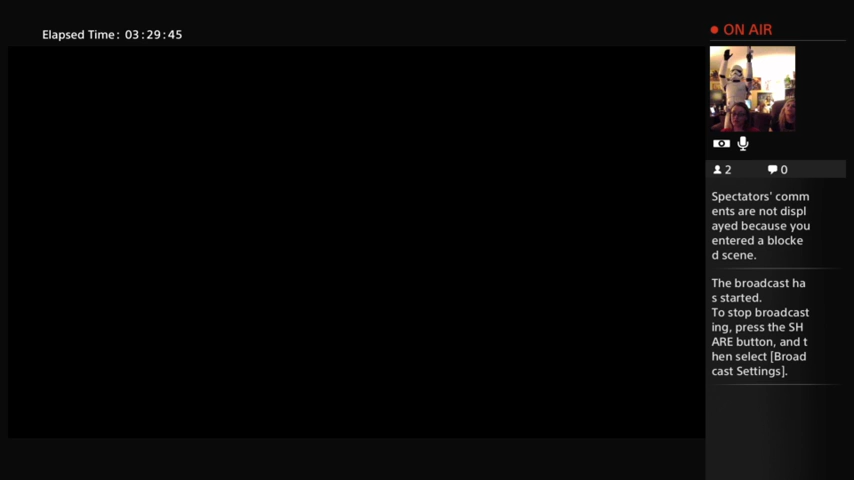 Elapsed Time: 03:29:45
ON AIR
2
0
Spectators' comm
ents are not displ
ayed because you
entered a blocke
d scene.
The broadcast ha
s started.
To stop broadcast
ing, press the SH
ARE button, and t
hen select [Broad
cast Settings].